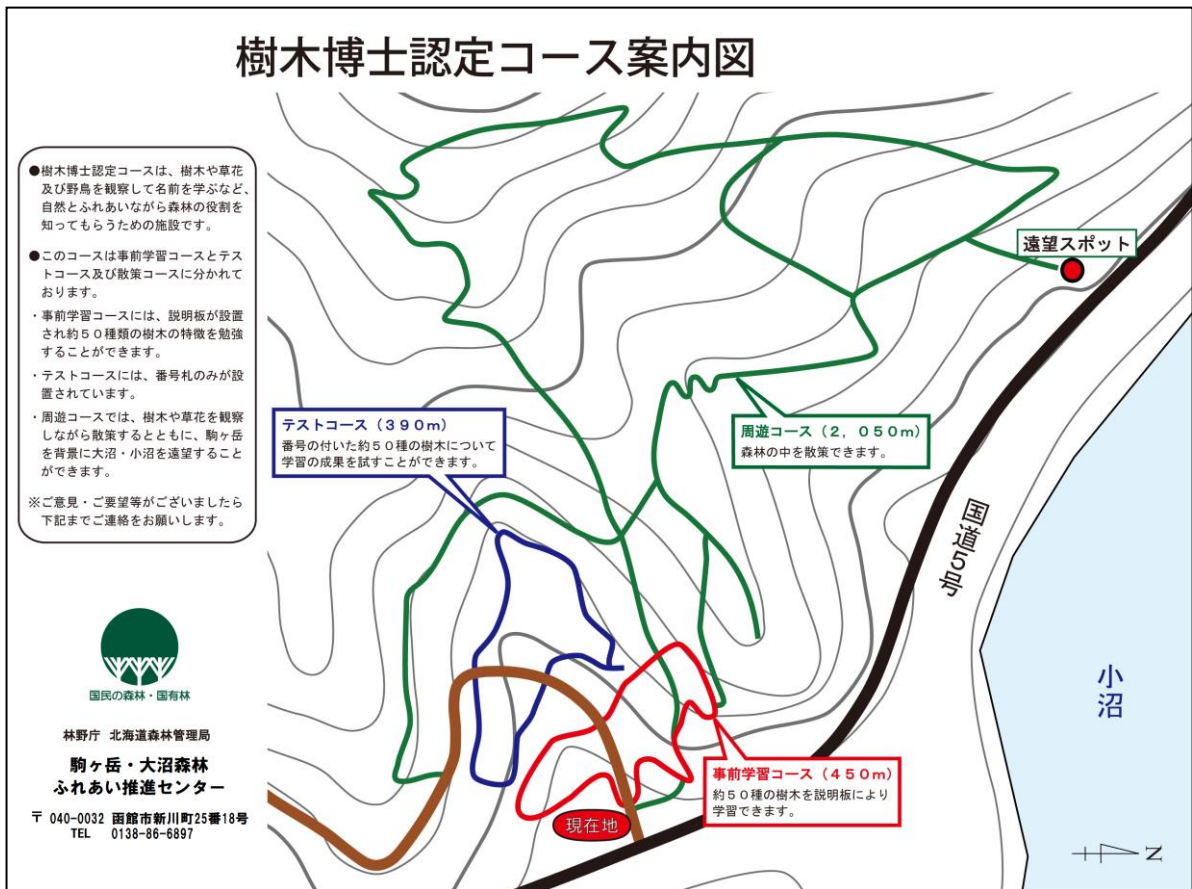 樹木博士認定コース案内図
●樹木博士認定コースは、樹木や草花
及び野鳥を観察して名前を学ぶなど、
自然とふれあいながら森林の役割を
知ってもらうための施設です。
●このコースは事前学習コースとテス
トコース及び散策コースに分かれて
おります。
・事前学習コースには、説明板が設置
され約５０種類の樹木の特徴を勉強
することができます。
・テストコースには、番号札のみが設
置されています。
・周遊コースでは、樹木や草花を観察
しながら散策するとともに、駒ヶ岳
を背景に大沼・小沼を遠望すること
ができます。
※ご意見・ご要望等がございましたら
下記までご連絡をお願いします。
国民の森林・国有林
林野庁 北海道森林管理局
駒ヶ岳・大沼森林
ふれあい推進センター
〒 040-0032 函館市新川町25番18号
TEL 0138-86-6897
遠望スポット
テストコース（３９０ｍ）
番号の付いた約５０種の樹木について
学習の成果を試すことができます。
周遊コース（２，０５０ｍ）
森林の中を散策できます。
国道５号
小沼
事前学習コース（４５０ｍ）
約５０種の樹木を説明板により
学習できます。
現在地
N